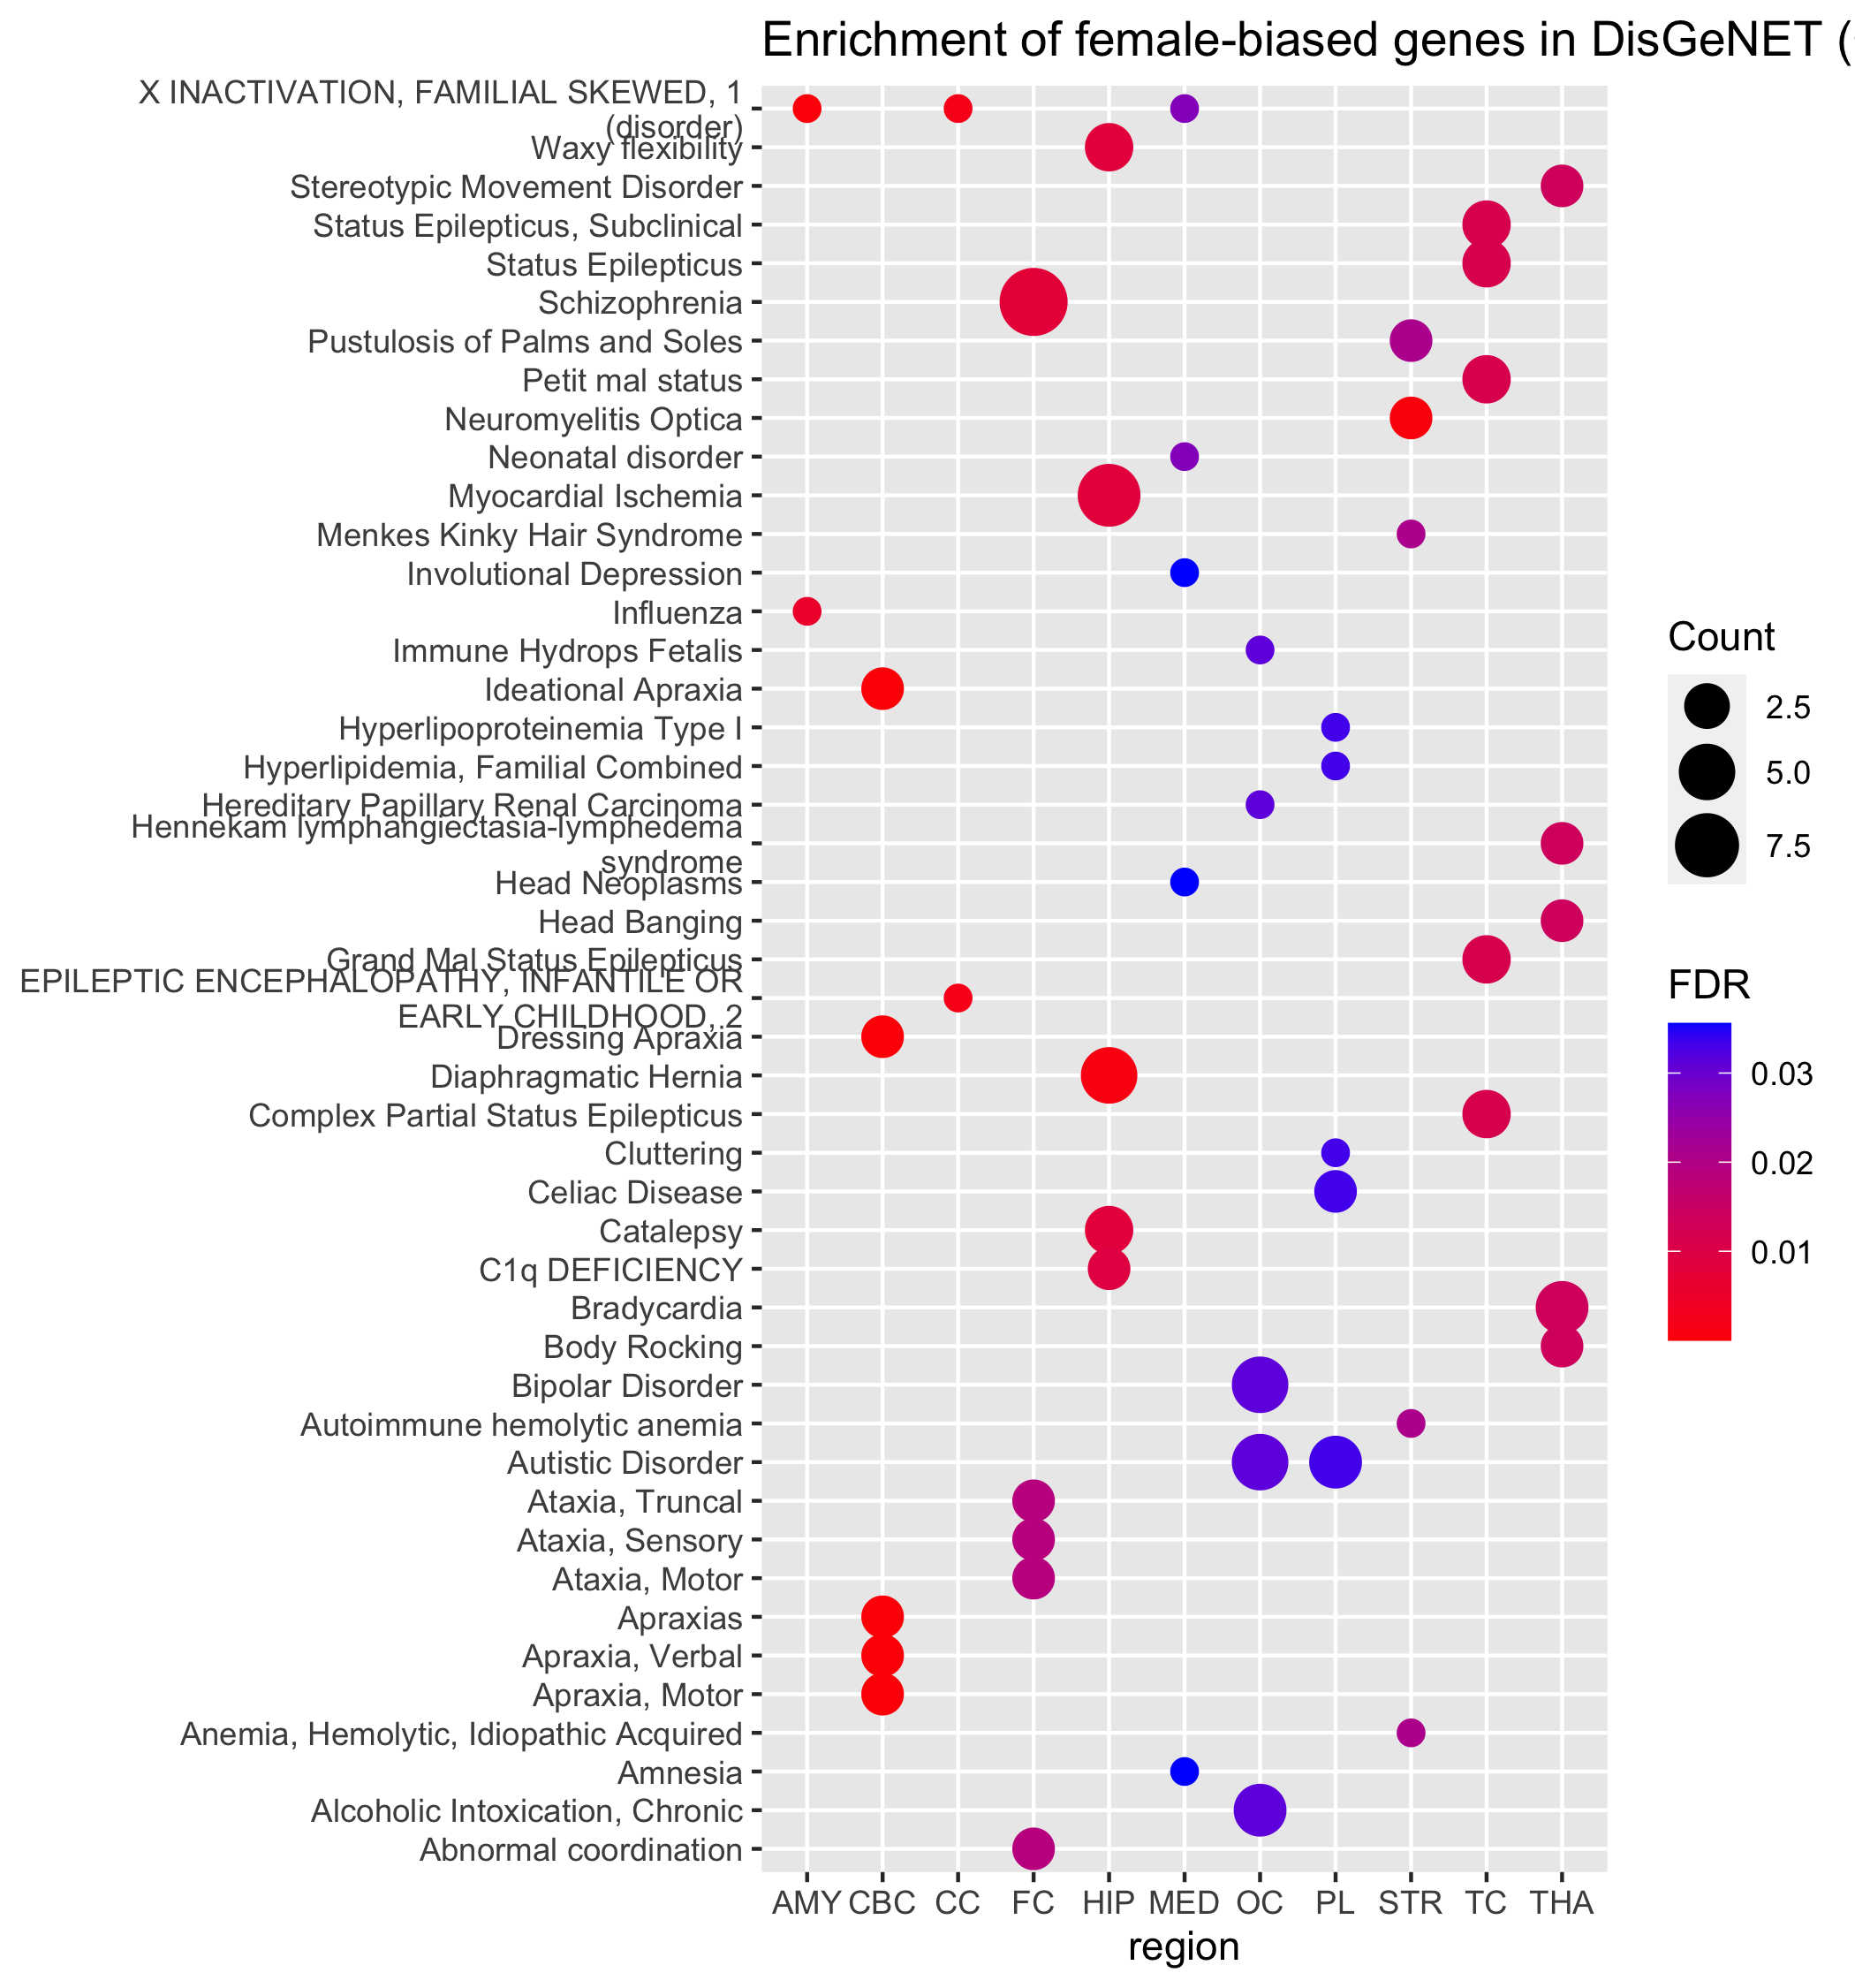 Enrichment of female-biased genes in DisGeNET (
X INACTIVATION, FAMILIAL SKEWED, 1
(disorder)
Waxy flexibility
Stereotypic Movement Disorder
Status Epilepticus, Subclinical
Status Epilepticus
Schizophrenia
Pustulosis of Palms and Soles
Petit mal status
Neuromyelitis Optica
Neonatal disorder
Myocardial Ischemia
Menkes Kinky Hair Syndrome
Involutional Depression
Influenza
Immune Hydrops Fetalis
Ideational Apraxia
Hyperlipoproteinemia Type I
Hyperlipidemia, Familial Combined
Hereditary Papillary Renal Carcinoma
Hennekam lymphangiectasia-lymphedema
syndrome
Head Neoplasms
Head Banging
Grand Mal Status Epilepticus
EPILEPTIC ENCEPHALOPATHY, INFANTILE OR
EARLY CHILDHOOD, 2
Dressing Apraxia
Diaphragmatic Hernia
Complex Partial Status Epilepticus
Cluttering
Celiac Disease
Catalepsy
C1q DEFICIENCY
Bradycardia
Body Rocking
Bipolar Disorder
Autoimmune hemolytic anemia
Autistic Disorder
Ataxia, Truncal
Ataxia, Sensory
Ataxia, Motor
Apraxias
Apraxia, Verbal
Apraxia, Motor
Anemia, Hemolytic, Idiopathic Acquired
Amnesia
Alcoholic Intoxication, Chronic
Abnormal coordination
AMY CBC CC FC HIP MED OC PL STR TC THA
region
Count
2.5
5.0
7.5
FDR
0.03
0.02
0.01